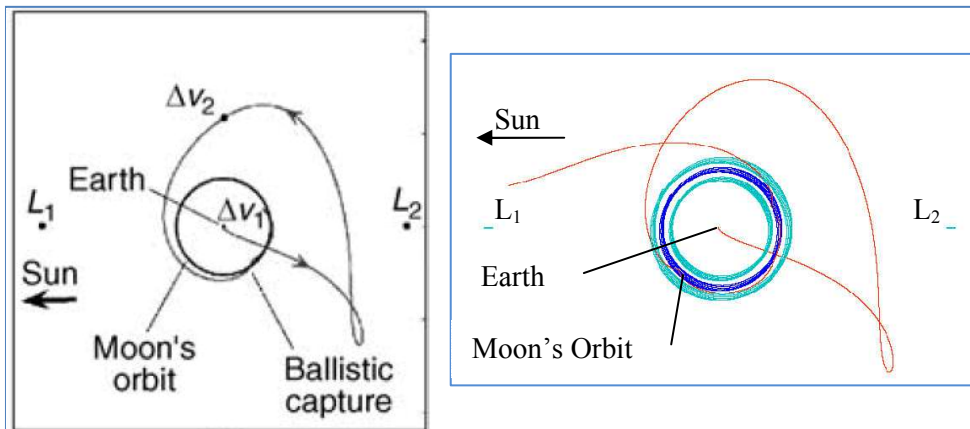 Δv₂
Earth
L₁
Δv₁
L₂
Sun
Moon's
orbit
Ballistic
capture
Sun
L₁
L₂
Earth
Moon’s Orbit